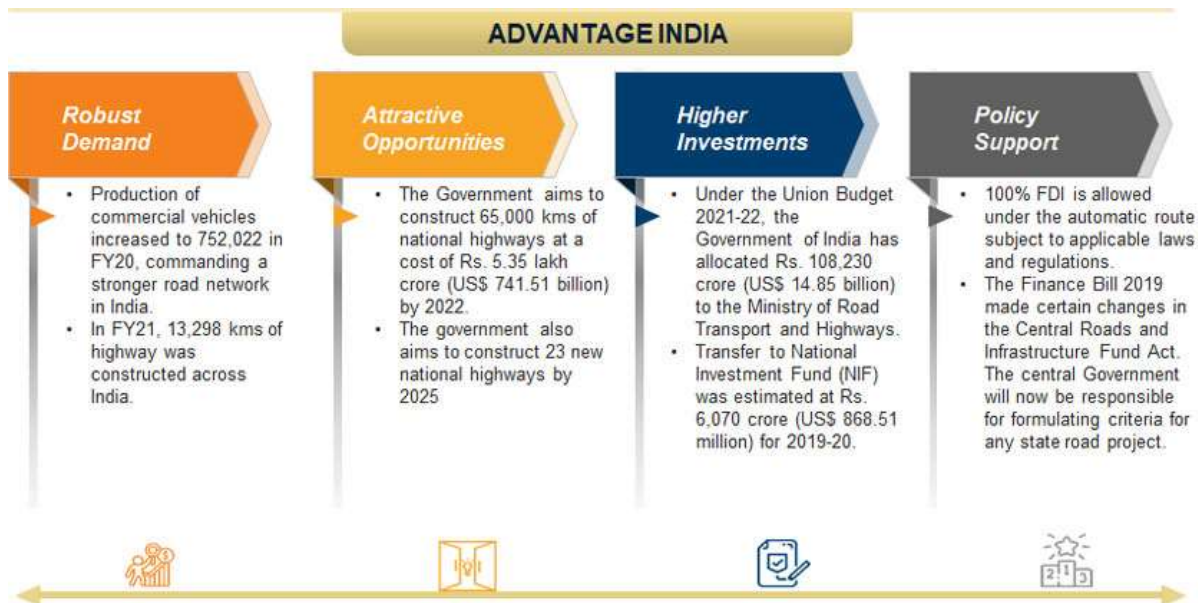 ADVANTAGE INDIA
Robust
Demand
• Production of
commercial vehicles
increased to 752,022 in
FY20, commanding a
stronger road network
in India.
• In FY21, 13,298 kms of
highway was
constructed across
India.
Attractive
Opportunities
• The Government aims to
construct 65,000 kms of
national highways at a
cost of Rs. 5.35 lakh
crore (US$ 741.51 billion)
by 2022.
• The government also
aims to construct 23 new
national highways by
2025
Higher
Investments
• Under the Union Budget
2021-22, the
Government of India has
allocated Rs. 108,230
crore (US$ 14.85 billion)
to the Ministry of Road
Transport and Highways.
• Transfer to National
Investment Fund (NIF)
was estimated at Rs.
6,070 crore (US$ 868.51
million) for 2019-20.
Policy
Support
• 100% FDI is allowed
under the automatic route
subject to applicable laws
and regulations.
• The Finance Bill 2019
made certain changes in
the Central Roads and
Infrastructure Fund Act.
The central Government
will now be responsible
for formulating criteria for
any state road project.
2 1 3